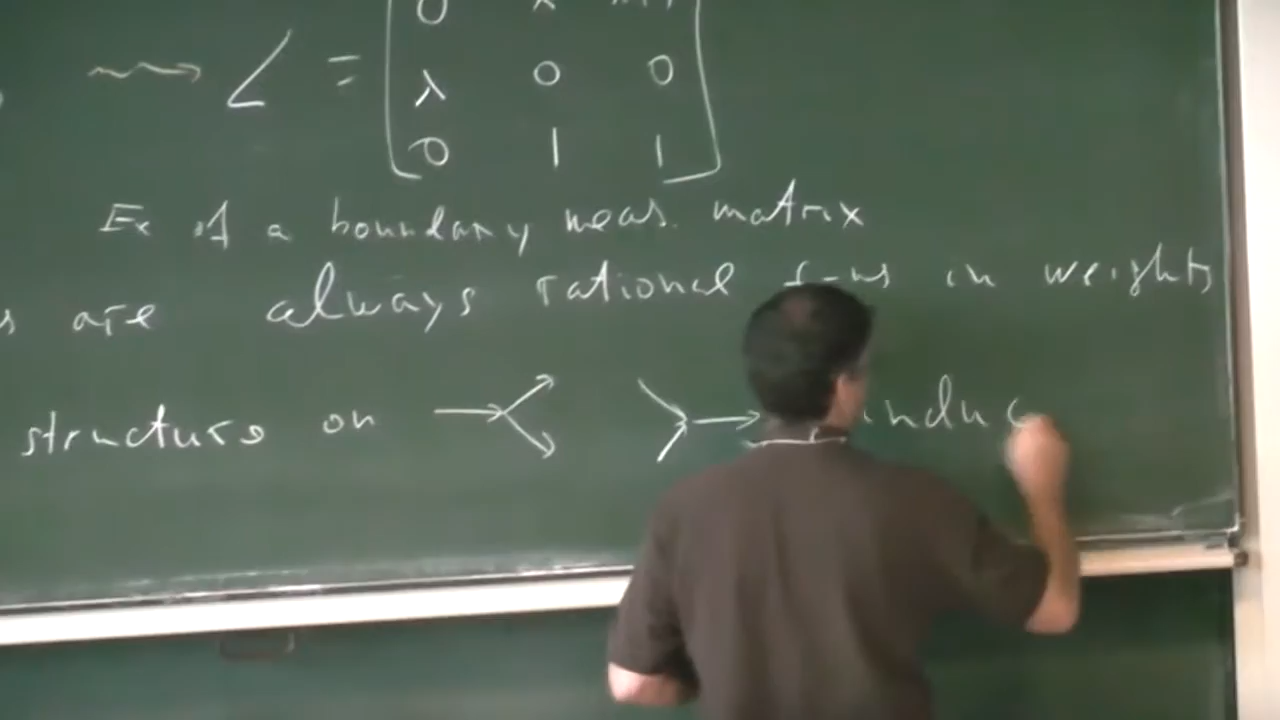 L = 0
λ 0 0
0 1 1
Ex of a boundary meas. matrix
s are always rational f-ns in weights
structure on induc